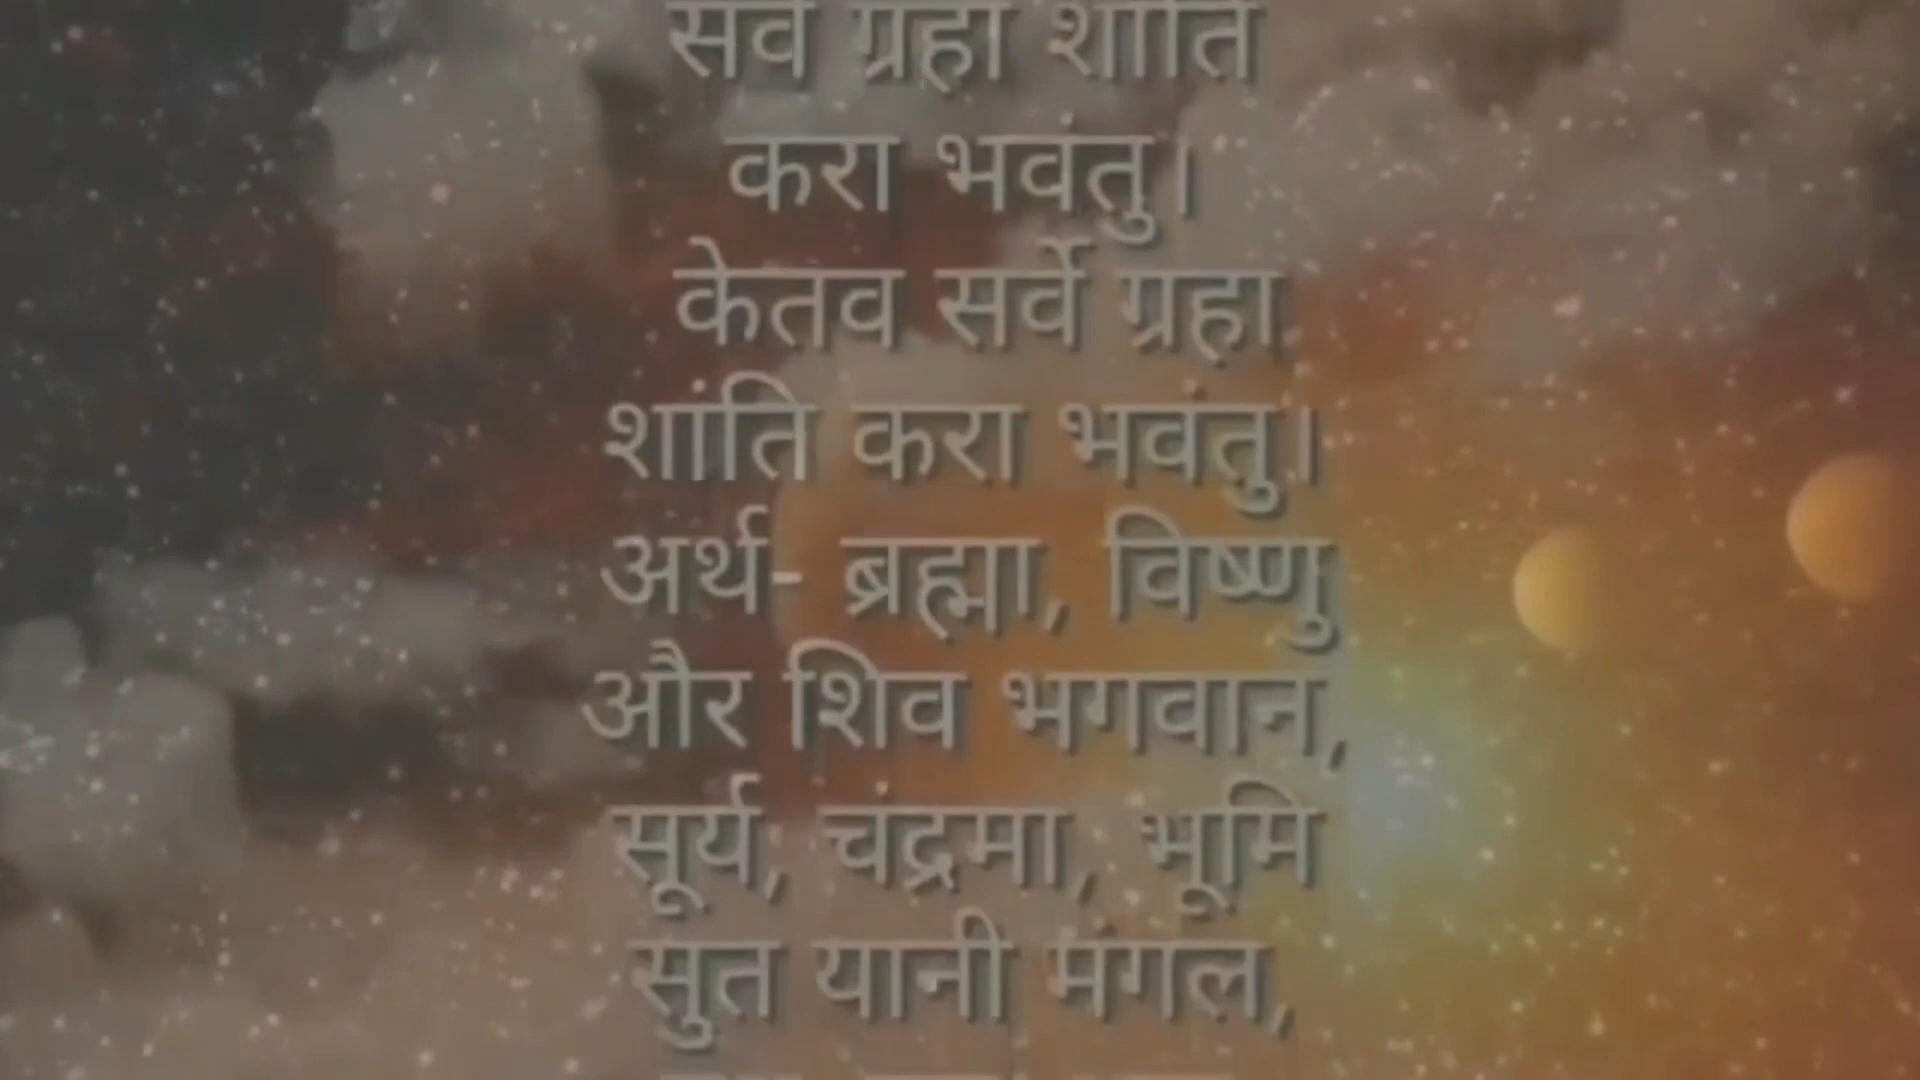 सर्वे ग्रहा शांति
करा भवंतु।
केतव सर्वे ग्रहा
शांति करा भवंतु।
अर्थ- ब्रह्मा, विष्णु
और शिव भगवान,
सूर्य, चंद्रमा, भूमि
सुत यानी मंगल,